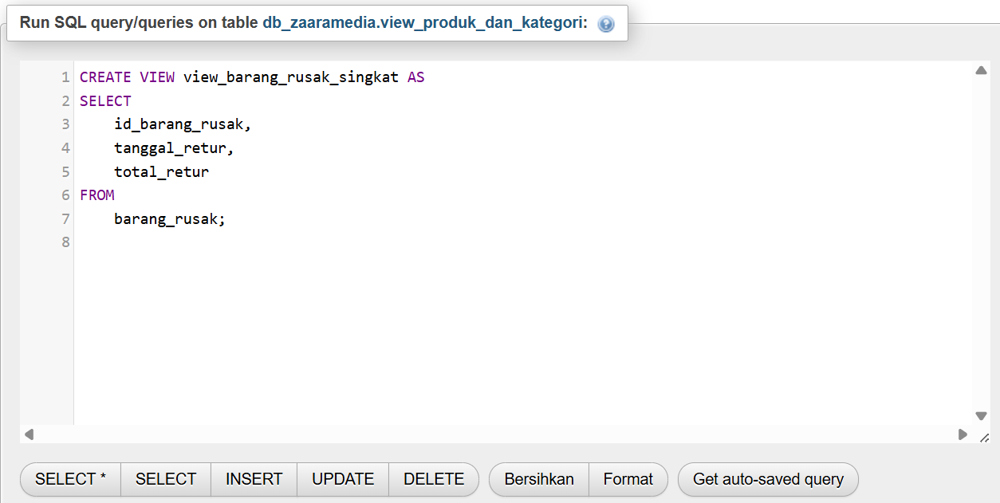 Run SQL query/queries on table db_zaaramedia.view_produk_dan_kategori:
1 CREATE VIEW view_barang_rusak_singkat AS
2 SELECT
3 id_barang_rusak,
4 tanggal_retur,
5 total_retur
6 FROM
7 barang_rusak;
8
SELECT * SELECT INSERT UPDATE DELETE Bersihkan Format Get auto-saved query